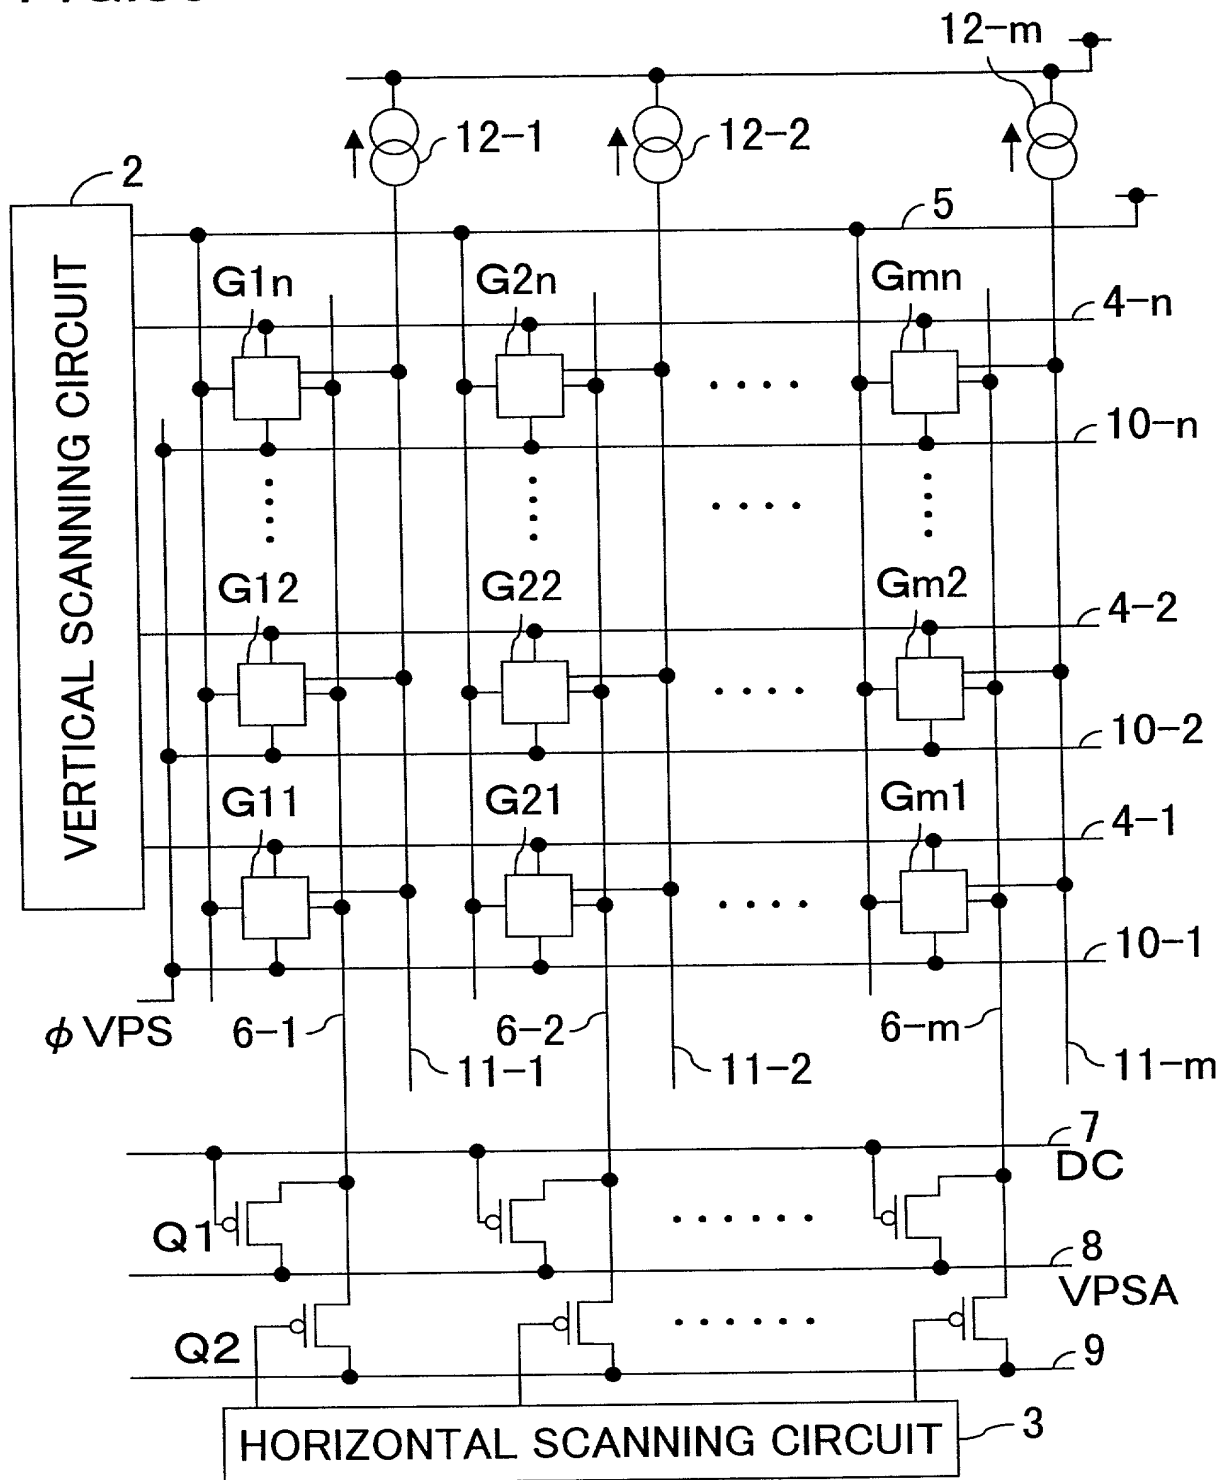 12-m
12-1
12-2
2
5
VERTICAL SCANNING CIRCUIT
G1n
G2n
Gmn
4-n
10-n
G12
G22
Gm2
4-2
10-2
G11
G21
Gm1
4-1
10-1
φVPS
6-1
6-2
6-m
11-1
11-2
11-m
7
DC
Q1
8
VPSA
Q2
9
HORIZONTAL SCANNING CIRCUIT
3